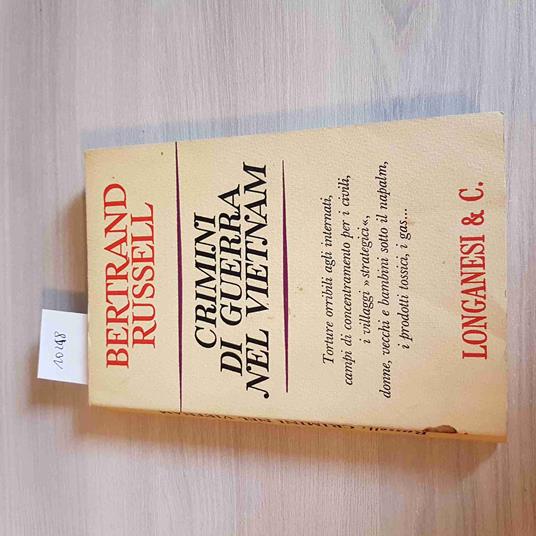 BERTRAND
RUSSELL
CRIMINI
DI GUERRA
NEL VIETNAM
Torture orribili agli internati,
campi di concentramento per i civili,
i villaggi »strategici«,
donne, vecchi e bambini sotto il napalm,
i prodotti tossici, i gas...
LONGANESI & C.